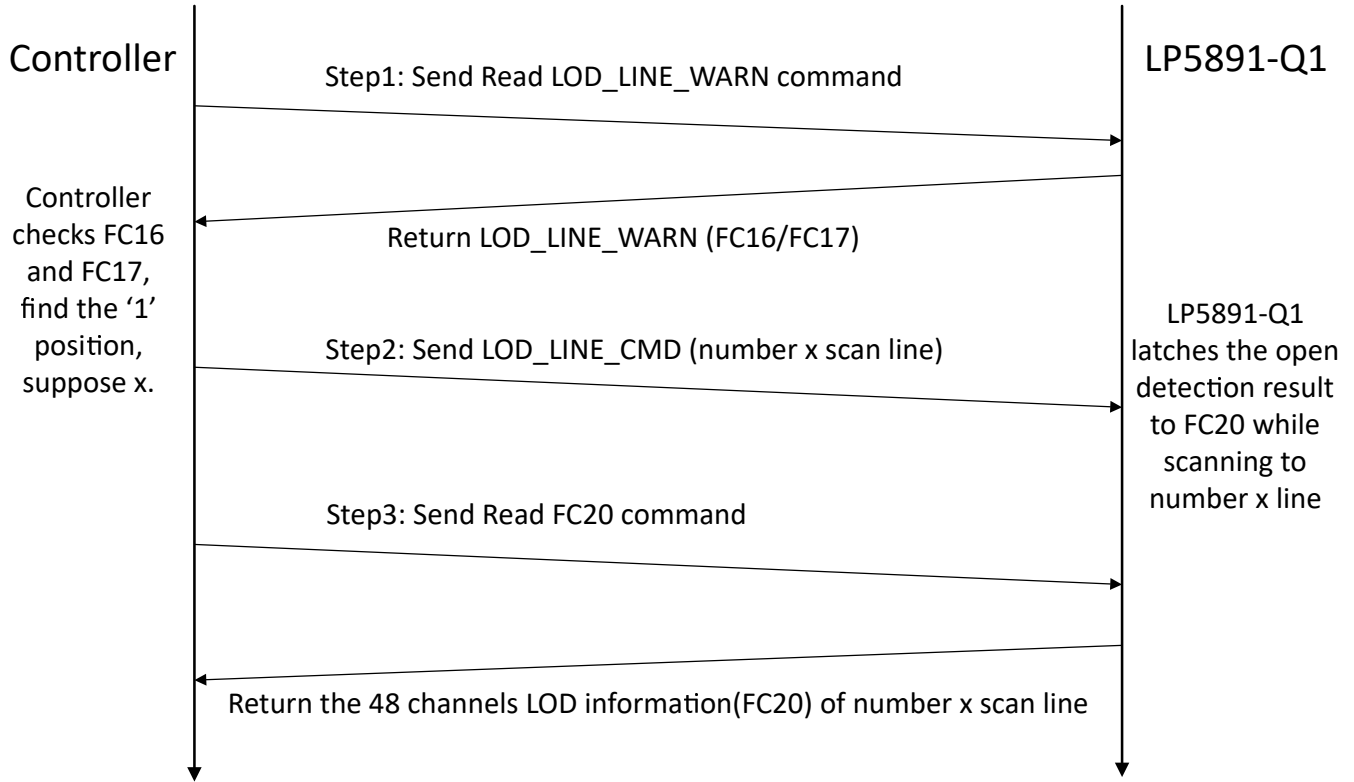 Controller
LP5891-Q1
Step1: Send Read LOD_LINE_WARN command
Controller
checks FC16
and FC17,
find the ‘1’
position,
suppose x.
Return LOD_LINE_WARN (FC16/FC17)
Step2: Send LOD_LINE_CMD (number x scan line)
LP5891-Q1
latches the open
detection result
to FC20 while
scanning to
number x line
Step3: Send Read FC20 command
Return the 48 channels LOD information(FC20) of number x scan line